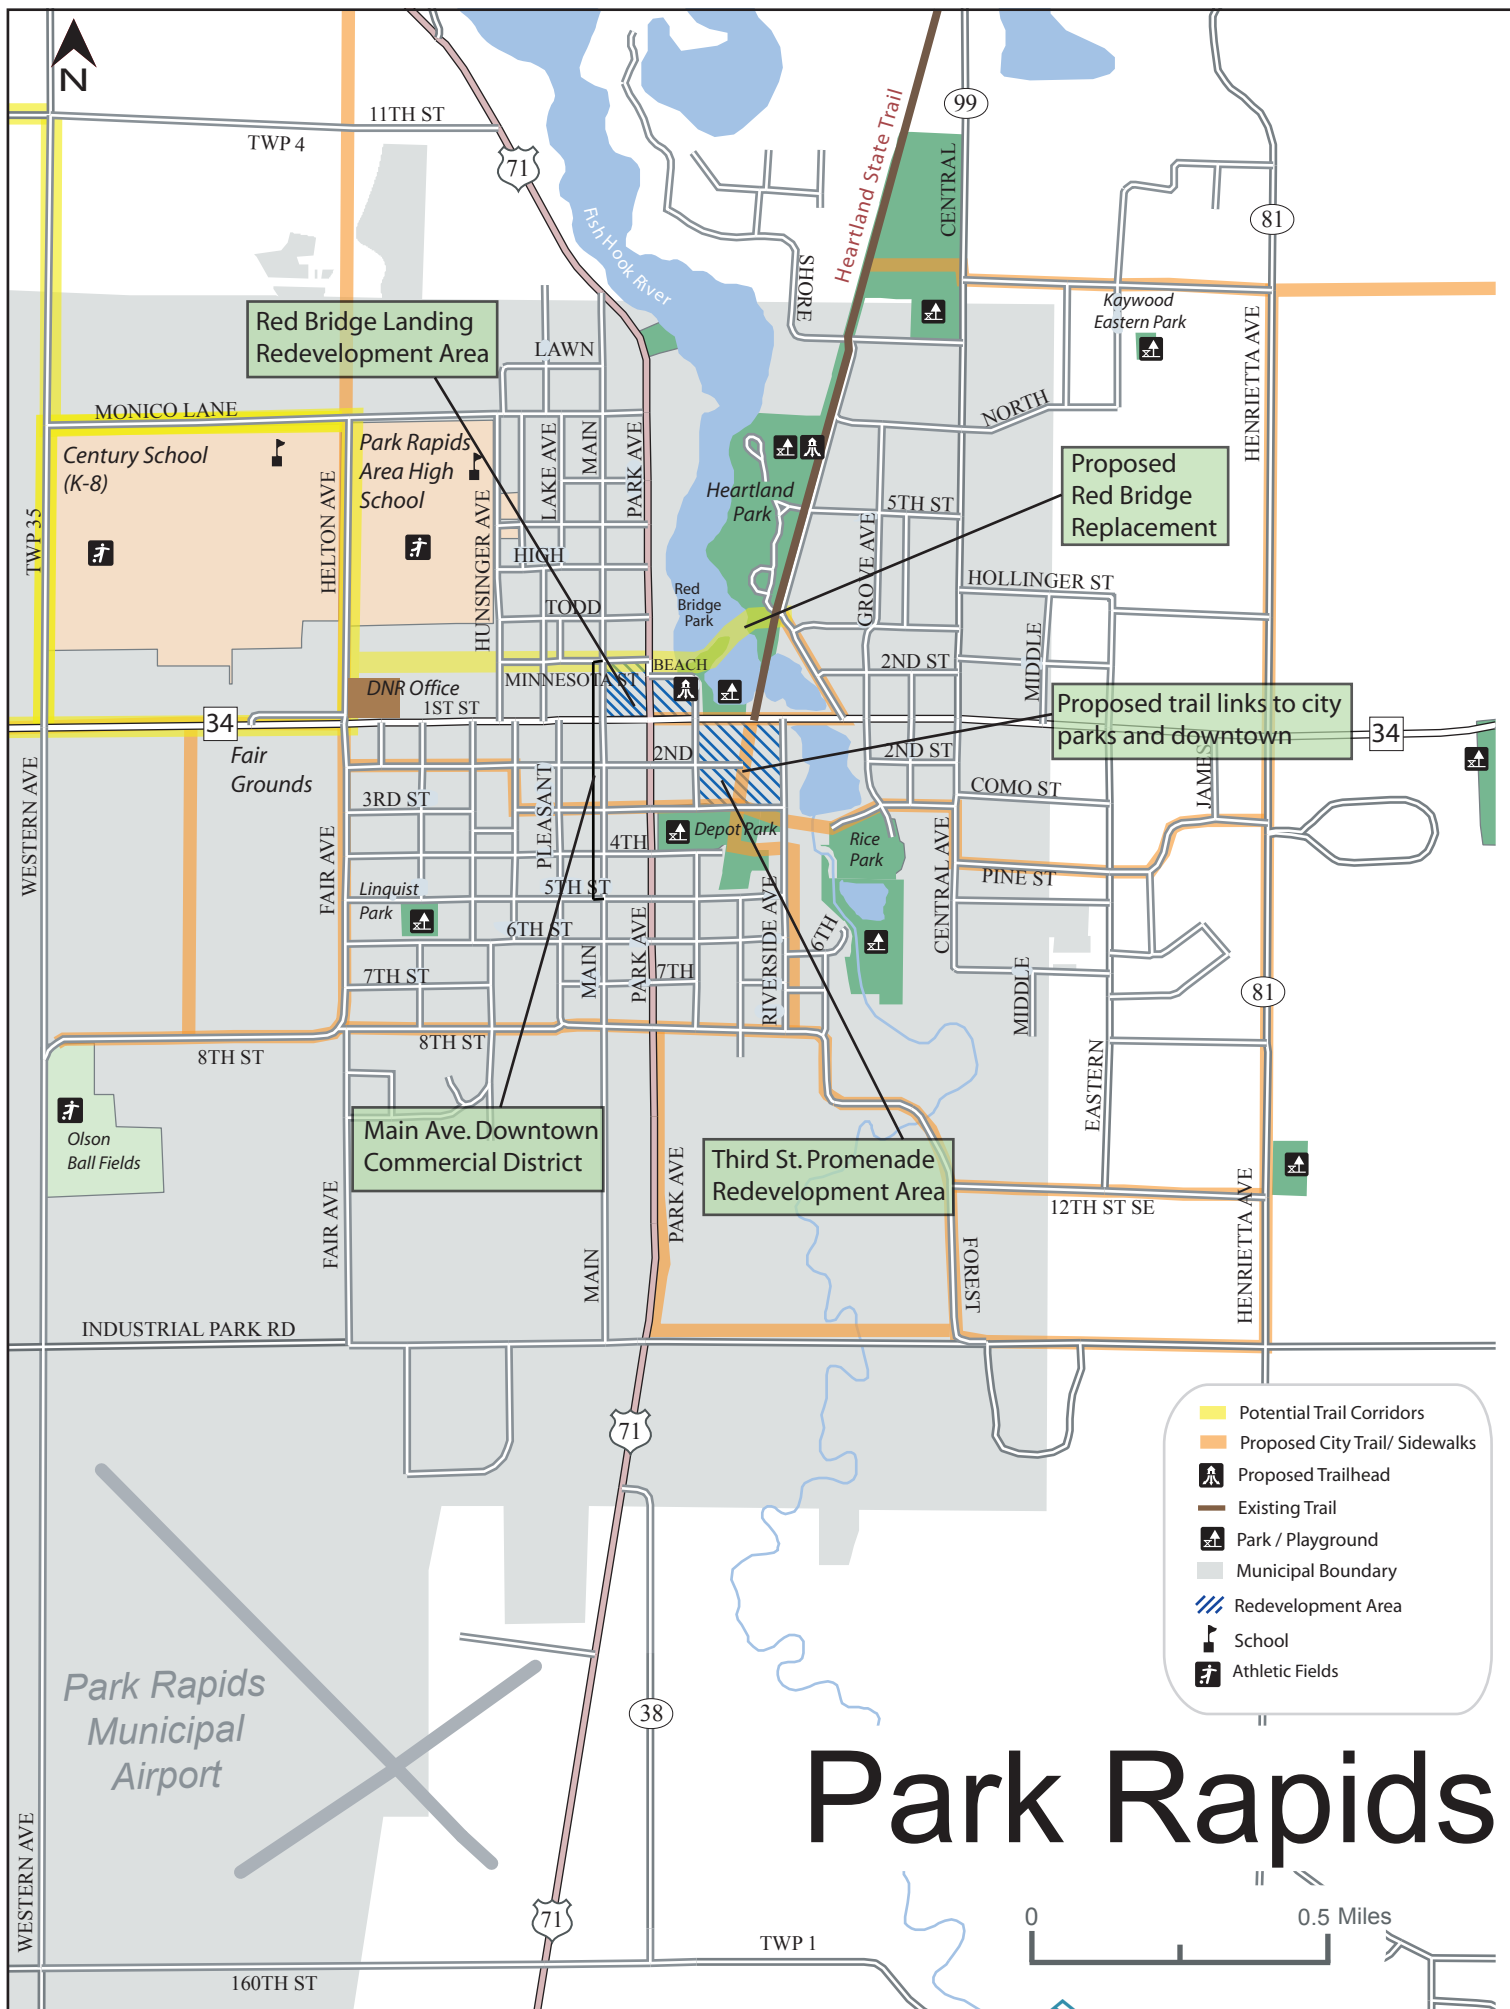 N
11TH ST
TWP 4
71
99
CENTRAL
Heartland State Trail
Fish Hook River
81
SHORE
Kaywood
Eastern Park
HENRIETTA AVE
Red Bridge Landing
Redevelopment Area
LAWN
MONICO LANE
NORTH
Century School
(K-8)
Park Rapids
Area High
School
LAKE AVE
MAIN
PARK AVE
Heartland
Park
Proposed
Red Bridge
Replacement
5TH ST
TWP 35
HELTON AVE
HUNSINGER AVE
HIGH
TODD
GROVE AVE
HOLLINGER ST
Red
Bridge
Park
MIDDLE
BEACH
MINNESOTA ST
2ND ST
DNR Office
1ST ST
34
Proposed trail links to city
parks and downtown
34
Fair
Grounds
2ND
2ND ST
WESTERN AVE
3RD ST
PLEASANT
COMO ST
JAMES
FAIR AVE
4TH
Depot Park
Rice
Park
PINE ST
Linquist
Park
5TH ST
6TH ST
CENTRAL AVE
MAIN
PARK AVE
RIVERSIDE AVE
6TH
7TH ST
7TH
MIDDLE
81
8TH ST
8TH ST
EASTERN
Olson
Ball Fields
Main Ave. Downtown
Commercial District
Third St. Promenade
Redevelopment Area
PARK AVE
12TH ST SE
FAIR AVE
MAIN
FOREST
HENRIETTA AVE
INDUSTRIAL PARK RD
71
Potential Trail Corridors
Proposed City Trail/ Sidewalks
Proposed Trailhead
Existing Trail
Park / Playground
Municipal Boundary
Redevelopment Area
School
Athletic Fields
Park Rapids
Municipal
Airport
38
Park Rapids
WESTERN AVE
71
0
0.5 Miles
TWP 1
160TH ST